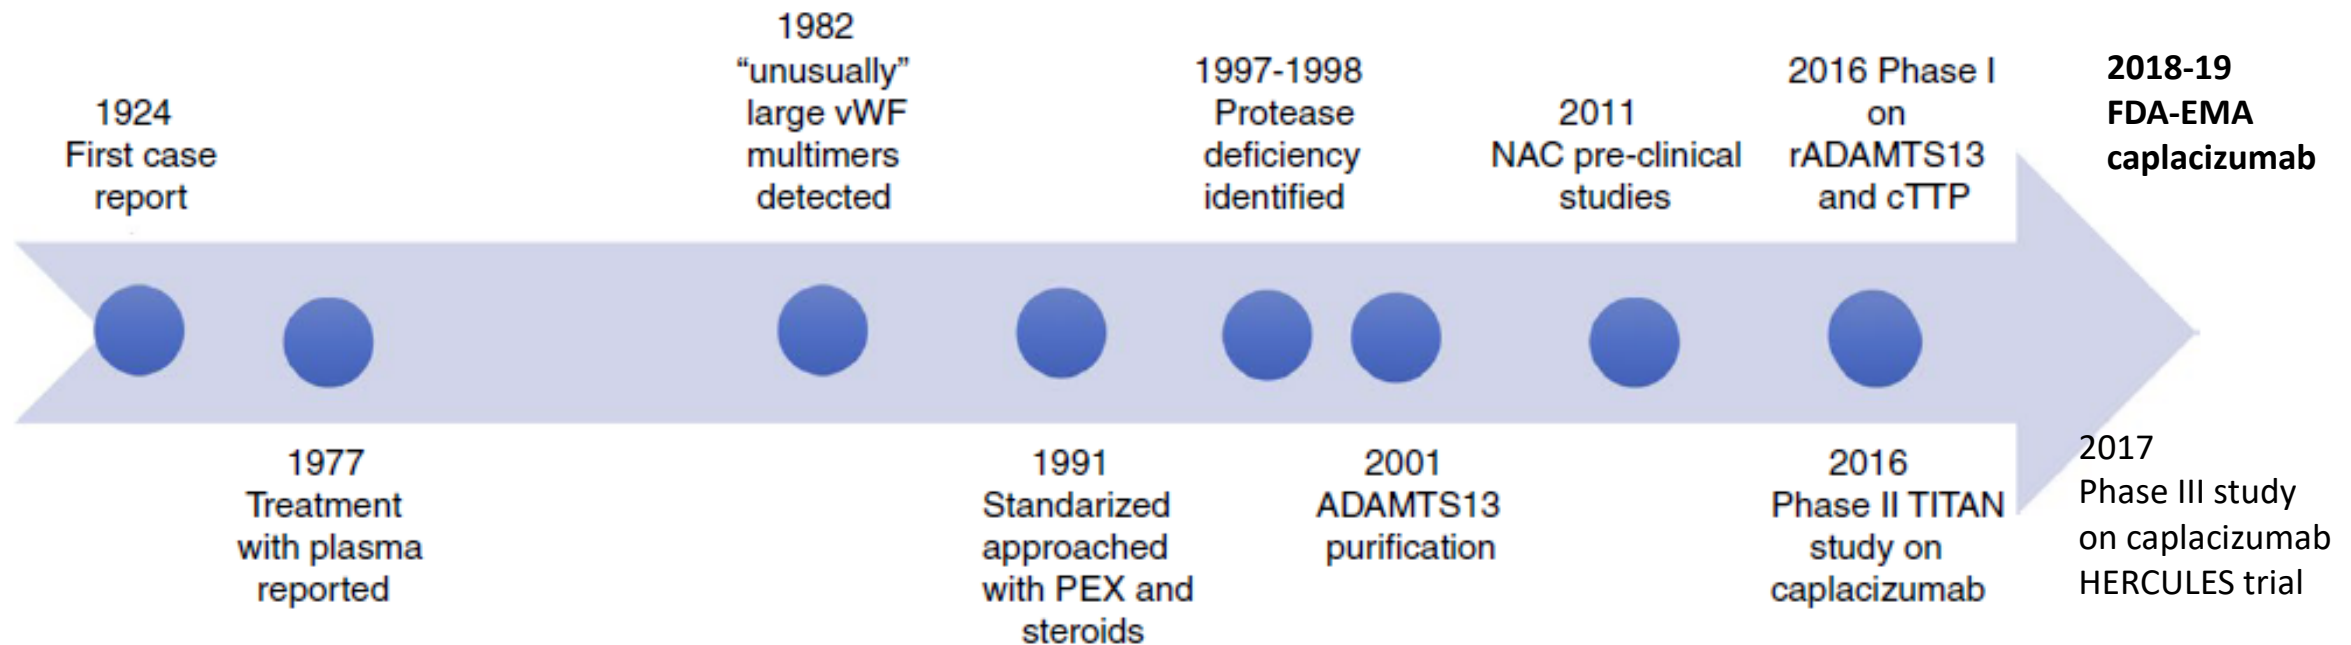 1924
First case
report
1977
Treatment
with plasma
reported
1982
“unusually”
large vWF
multimers
detected
1991
Standarized
approached
with PEX and
steroids
1997-1998
Protease
deficiency
identified
2001
ADAMTS13
purification
2011
NAC pre-clinical
studies
2016 Phase I
on
rADAMTS13
and cTTP
2016
Phase II TITAN
study on
caplacizumab
2017
Phase III study
on caplacizumab
HERCULES trial
2018-19
FDA-EMA
caplacizumab